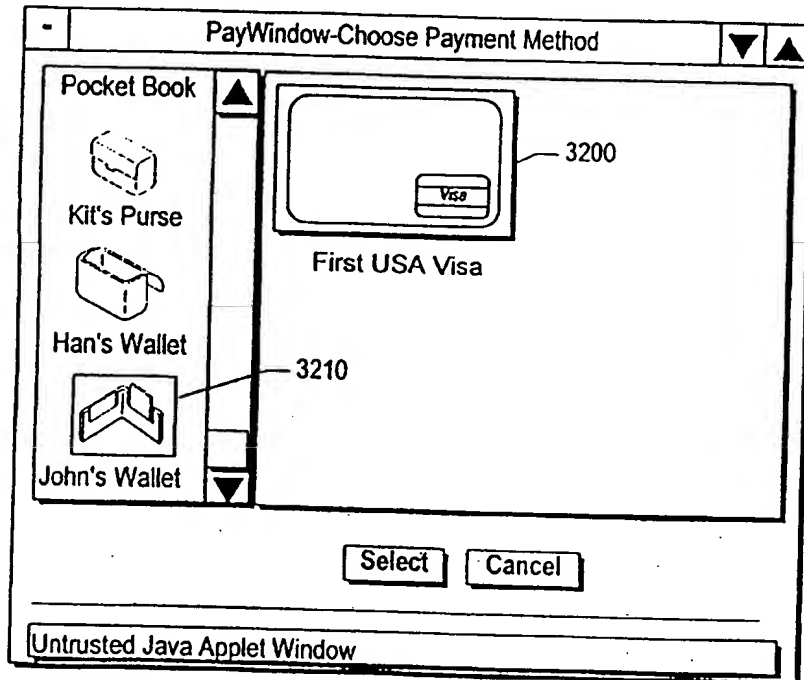 PayWindow-Choose Payment Method
Pocket Book
Kit's Purse
Han's Wallet
John's Wallet
Visa
3200
First USA Visa
3210
Select
Cancel
Untrusted Java Applet Window